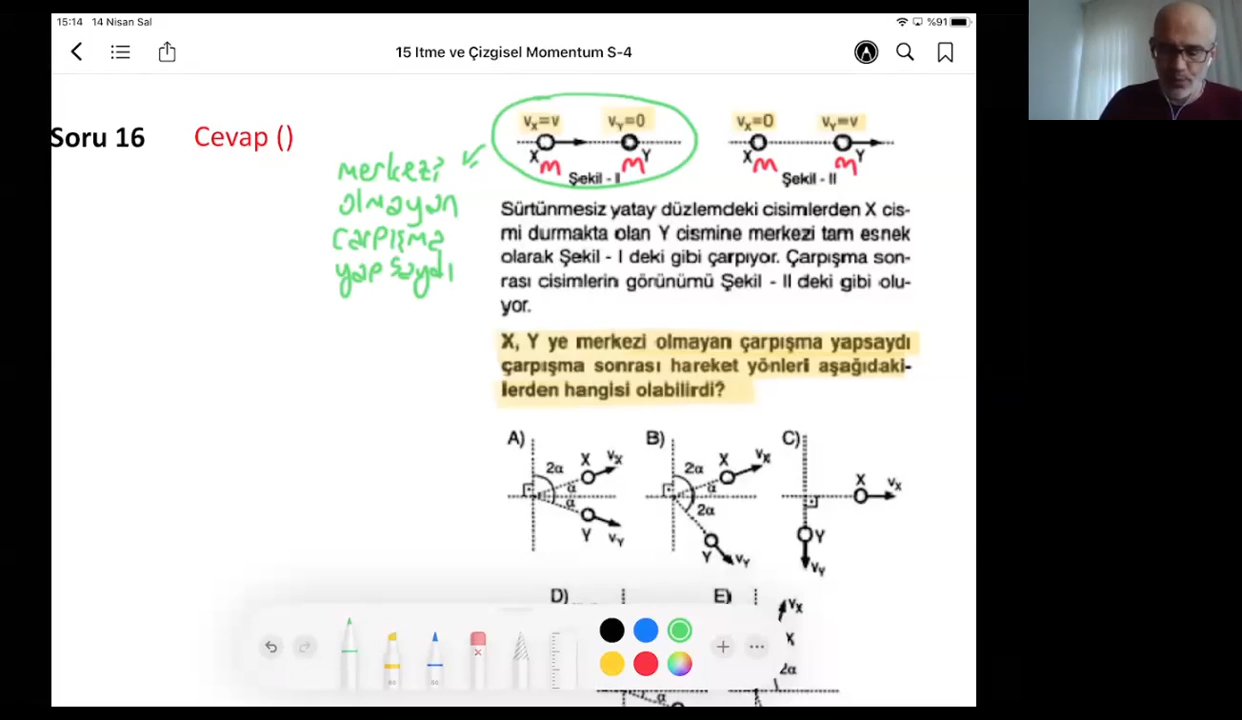 15:14 14 Nisan Sal
%91
15 Itme ve Çizgisel Momentum S-4
Soru 16 Cevap ()
merkezi
olmayan
çarpışma
yapsaydı
vX=v vY=0
X Y
m m
Şekil - I
vX=0 vY=v
X Y
m m
Şekil - II
Sürtünmesiz yatay düzlemdeki cisimlerden X cis-
mi durmakta olan Y cismine merkezi tam esnek
olarak Şekil - I deki gibi çarpıyor. Çarpışma son-
rası cisimlerin görünümü Şekil - II deki gibi olu-
yor.
X, Y ye merkezi olmayan çarpışma yapsaydı
çarpışma sonrası hareket yönleri aşağıdaki-
lerden hangisi olabilirdi?
A) 2α X vX
α
α
Y vY
B) 2α X vX
α
2α
Y vY
C) X vX
Y
vY
D)
α
E) vX
X
2α